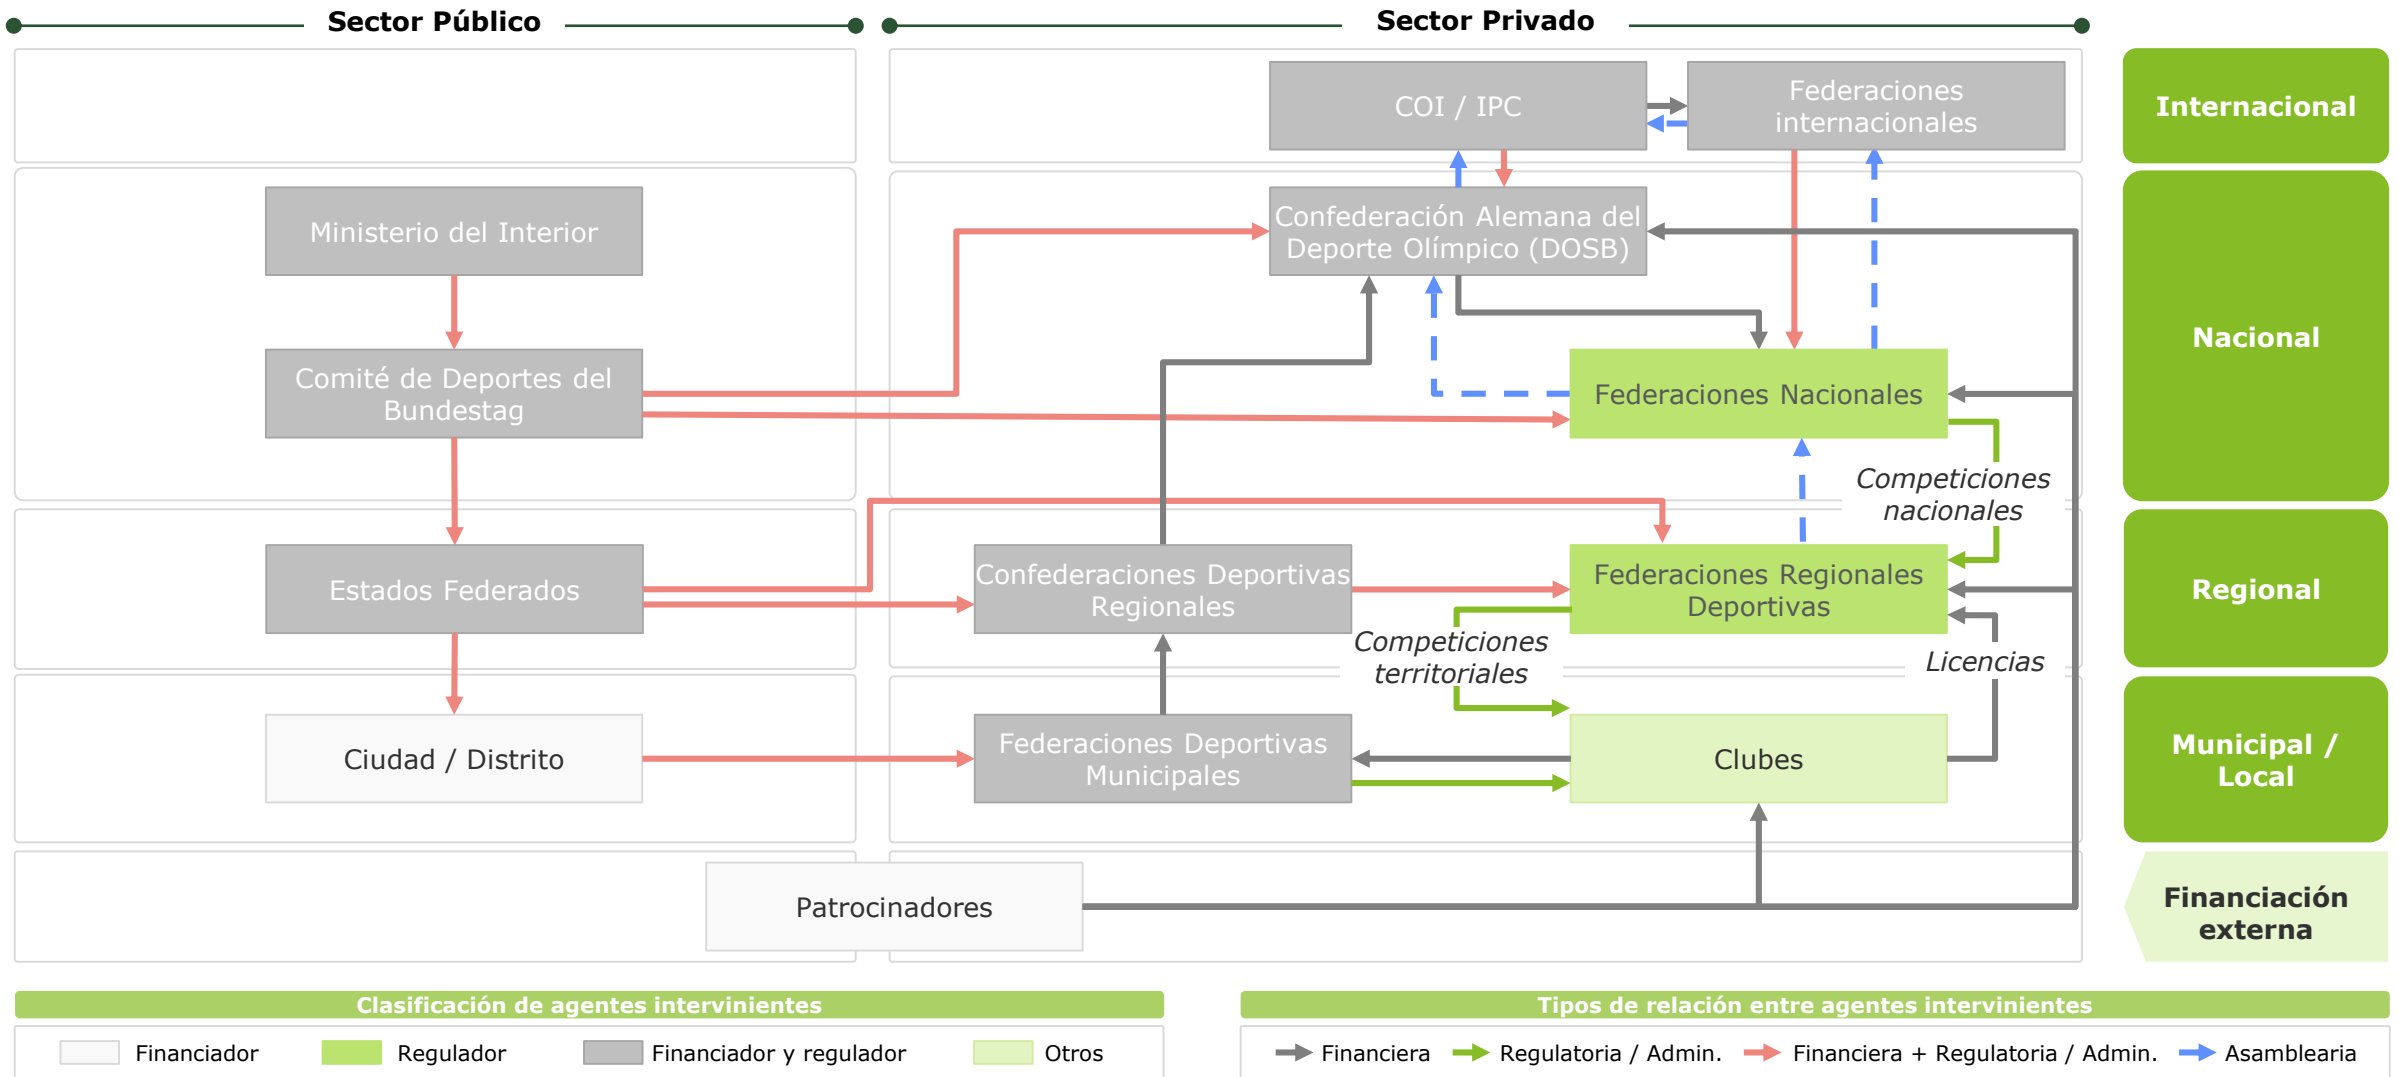 Sector Público
Sector Privado
COI / IPC
Federaciones
internacionales
Internacional
Ministerio del Interior
Confederación Alemana del
Deporte Olímpico (DOSB)
Nacional
Comité de Deportes del
Bundestag
Federaciones Nacionales
Competiciones
nacionales
Estados Federados
Confederaciones Deportivas
Regionales
Federaciones Regionales
Deportivas
Regional
Competiciones
territoriales
Licencias
Ciudad / Distrito
Federaciones Deportivas
Municipales
Clubes
Municipal /
Local
Patrocinadores
Financiación
externa
Clasificación de agentes intervinientes
Financiador
Regulador
Financiador y regulador
Otros
Tipos de relación entre agentes intervinientes
Financiera
Regulatoria / Admin.
Financiera + Regulatoria / Admin.
Asamblearia